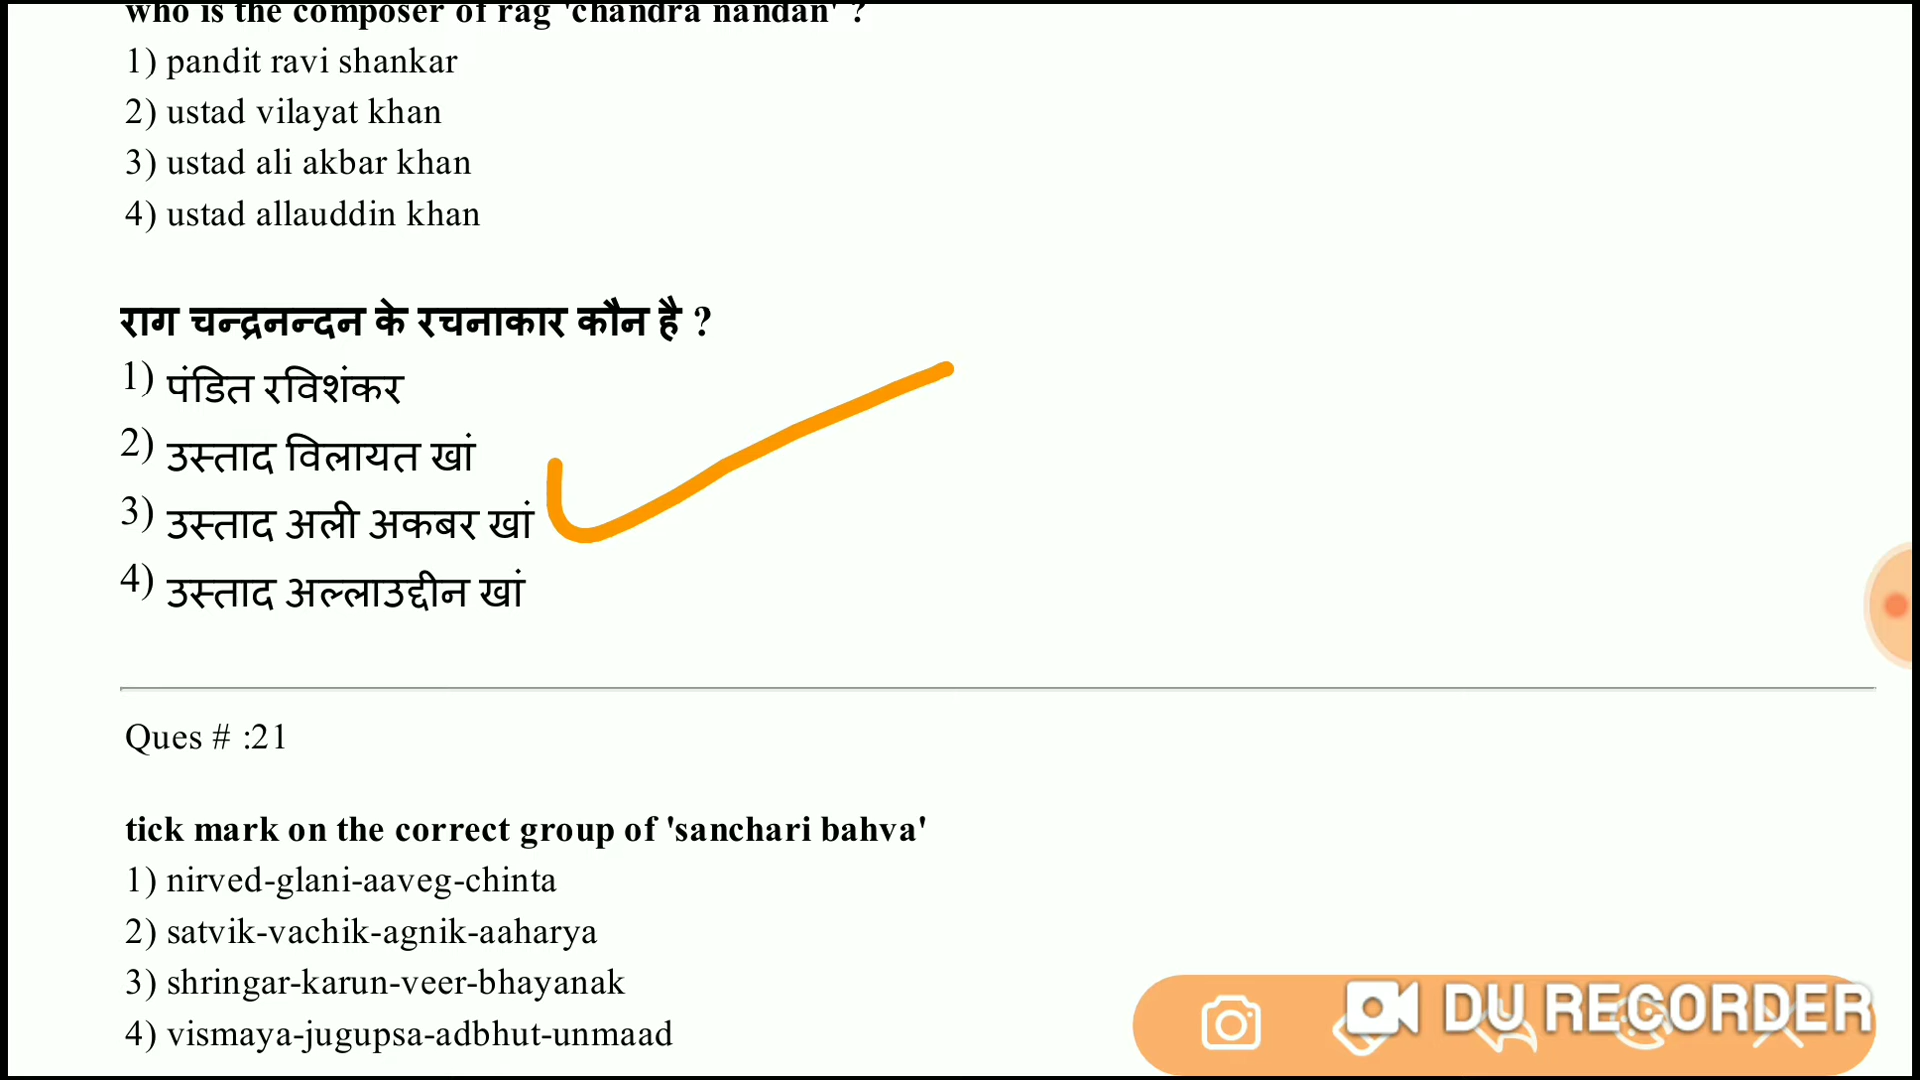 who is the composer of rag 'chandra nandan' ?
1) pandit ravi shankar
2) ustad vilayat khan
3) ustad ali akbar khan
4) ustad allauddin khan
राग चन्द्रनन्दन के रचनाकार कौन है ?
1) पंडित रविशंकर
2) उस्ताद विलायत खां
3) उस्ताद अली अकबर खां
4) उस्ताद अल्लाउद्दीन खां
Ques # :21
tick mark on the correct group of 'sanchari bahva'
1) nirved-glani-aaveg-chinta
2) satvik-vachik-agnik-aaharya
3) shringar-karun-veer-bhayanak
4) vismaya-jugupsa-adbhut-unmaad
DU RECORDER